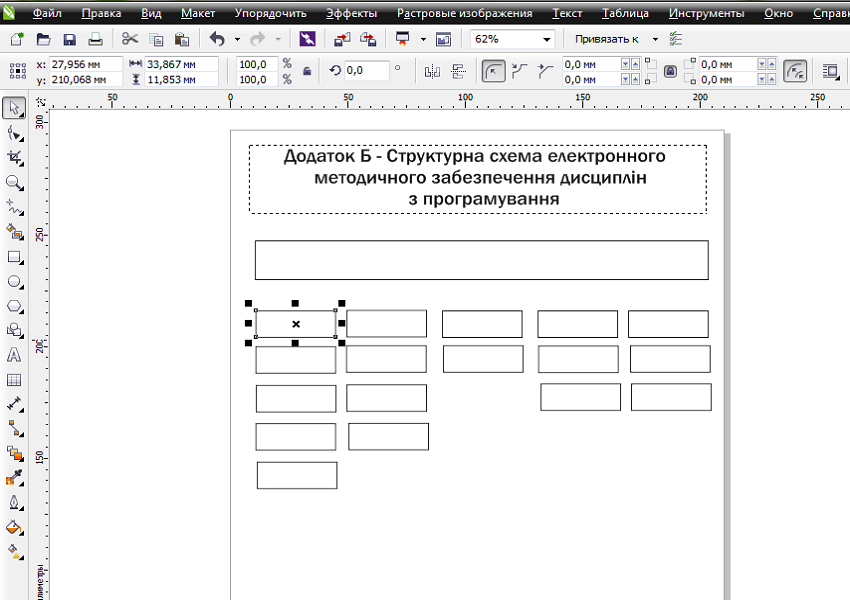 Файл Правка Вид Макет Упорядочить Эффекты Растровые изображения Текст Таблица Инструменты Окно Справк
62% Привязать к
x: 27,956 мм 33,867 мм 100,0 % 0,0 ° 0,0 мм 0,0 мм
y: 210,068 мм 11,853 мм 100,0 % 0,0 мм 0,0 мм
50 0 50 100 150 200 250
300
Додаток Б - Структурна схема електронного
методичного забезпечення дисциплін
з програмування
250
200
150
лиметры